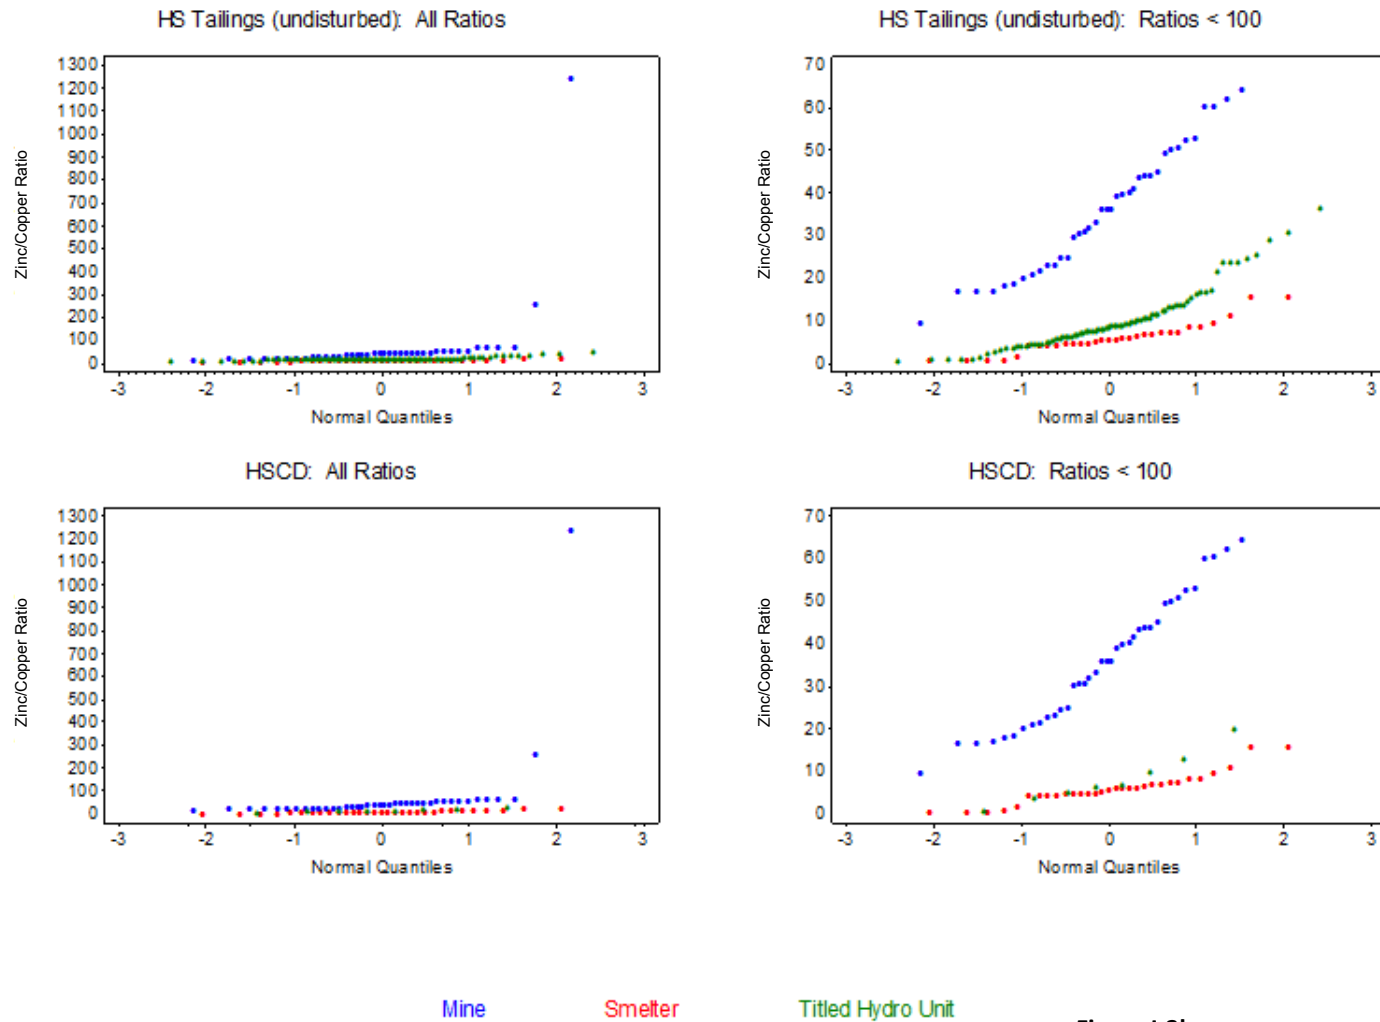 HS Tailings (undisturbed): All Ratios
Zinc/Copper Ratio
1300
1200
1100
1000
900
800
700
600
500
400
300
200
100
0
-3 -2 -1 0 1 2 3
Normal Quantiles
HS Tailings (undisturbed): Ratios < 100
Zinc/Copper Ratio
70
60
50
40
30
20
10
0
-3 -2 -1 0 1 2 3
Normal Quantiles
HSCD: All Ratios
Zinc/Copper Ratio
1300
1200
1100
1000
900
800
700
600
500
400
300
200
100
0
-3 -2 -1 0 1 2 3
Normal Quantiles
HSCD: Ratios < 100
Zinc/Copper Ratio
70
60
50
40
30
20
10
0
-3 -2 -1 0 1 2 3
Normal Quantiles
Mine Smelter Titled Hydro Unit